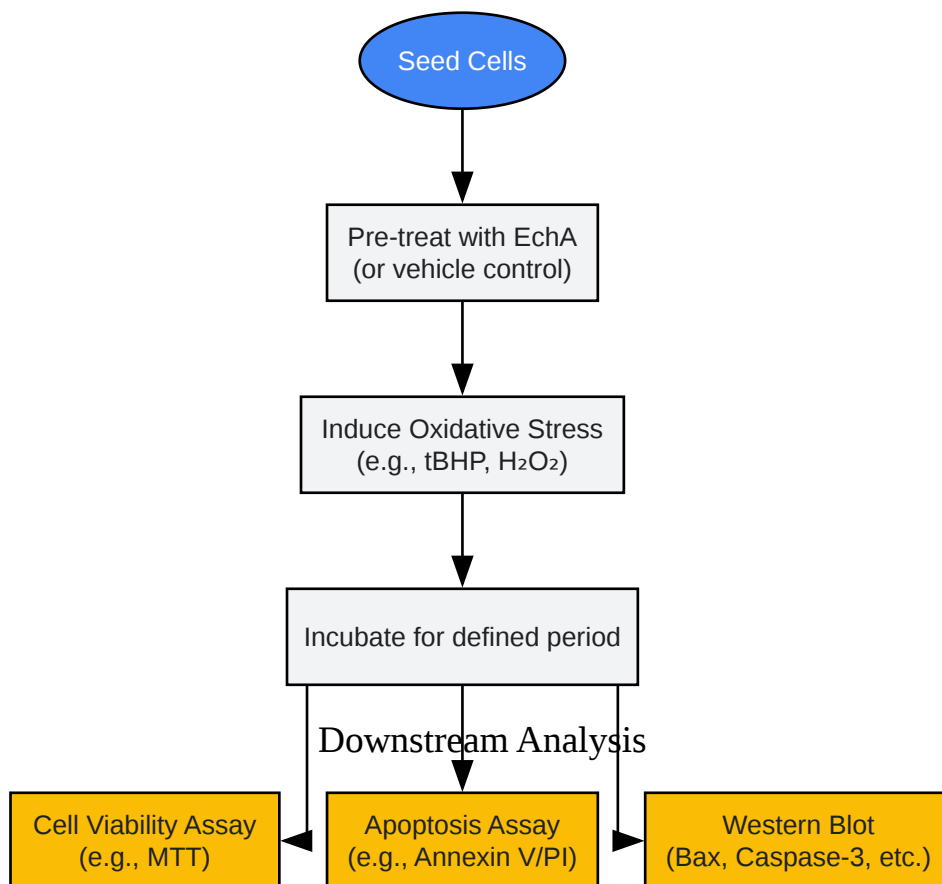 Seed Cells
Pre-treat with EchA
(or vehicle control)
Induce Oxidative Stress
(e.g., tBHP, H₂O₂)
Incubate for defined period
Downstream Analysis
Cell Viability Assay
(e.g., MTT)
Apoptosis Assay
(e.g., Annexin V/PI)
Western Blot
(Bax, Caspase-3, etc.)